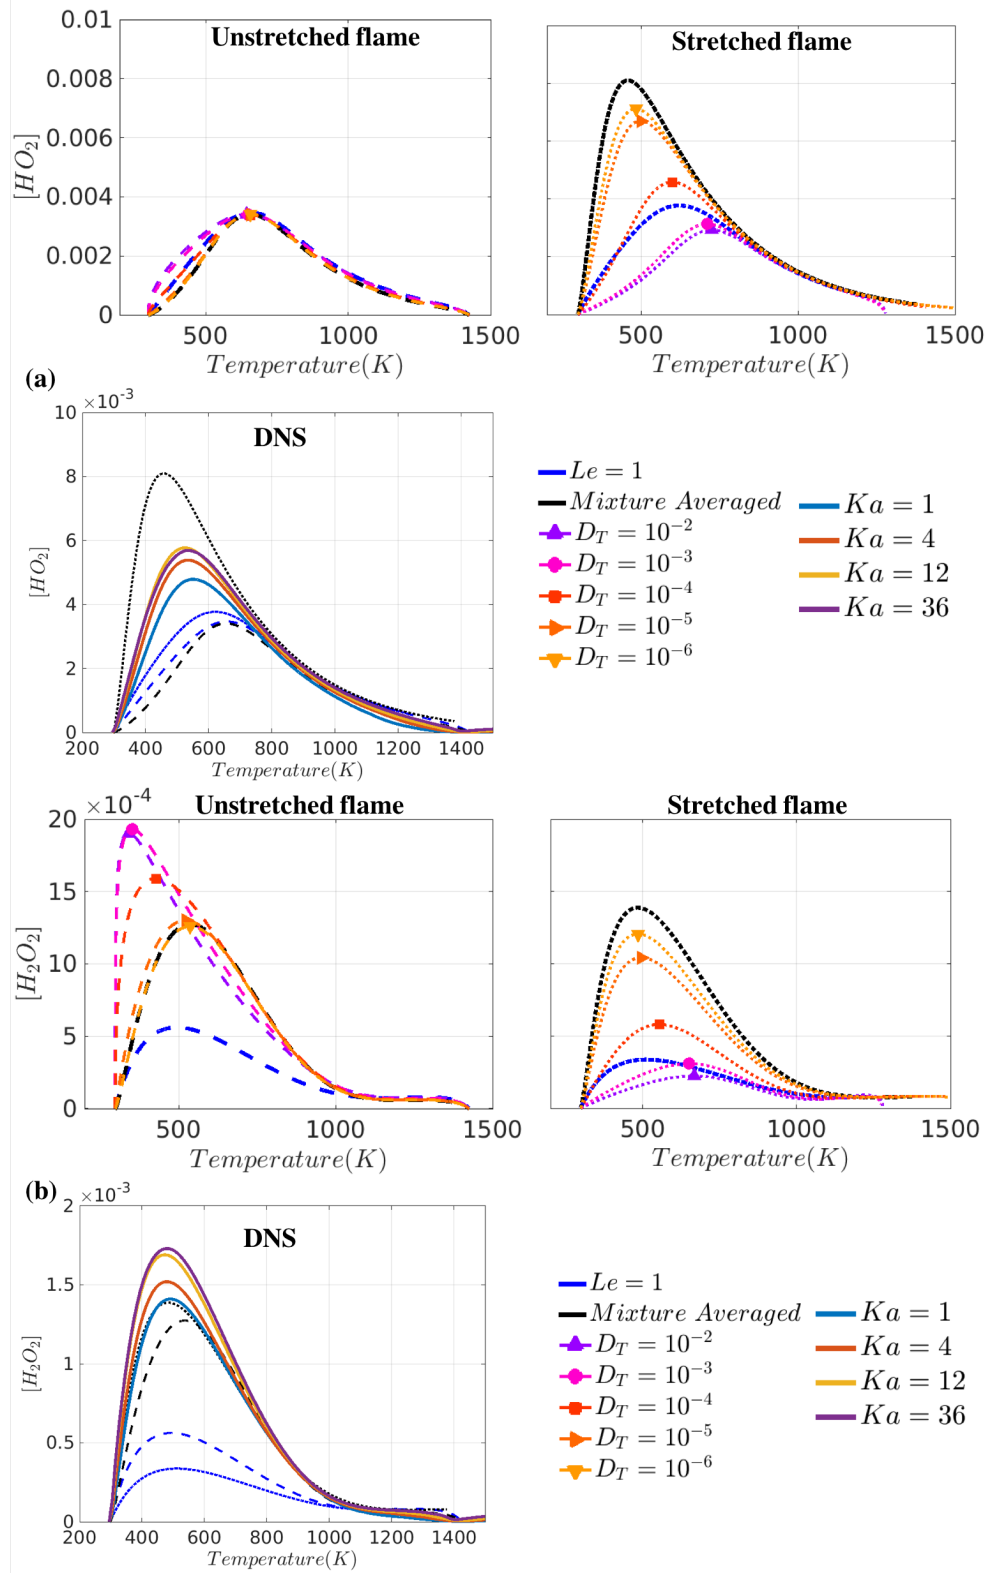 Unstretched flame
Stretched flame
0.01
0.008
0.006
0.004
0.002
0
[HO₂]
500 1000 1500
Temperature(K)
500 1000 1500
Temperature(K)
(a)
×10⁻³
DNS
10
8
6
4
2
0
[HO₂]
200 400 600 800 1000 1200 1400
Temperature(K)
Le = 1
Mixture Averaged
D_T = 10⁻²
D_T = 10⁻³
D_T = 10⁻⁴
D_T = 10⁻⁵
D_T = 10⁻⁶
Ka = 1
Ka = 4
Ka = 12
Ka = 36
×10⁻⁴
Unstretched flame
Stretched flame
20
15
10
5
0
[H₂O₂]
500 1000 1500
Temperature(K)
500 1000 1500
Temperature(K)
(b)
×10⁻³
DNS
2
1.5
1
0.5
0
[H₂O₂]
200 400 600 800 1000 1200 1400
Temperature(K)
Le = 1
Mixture Averaged
D_T = 10⁻²
D_T = 10⁻³
D_T = 10⁻⁴
D_T = 10⁻⁵
D_T = 10⁻⁶
Ka = 1
Ka = 4
Ka = 12
Ka = 36